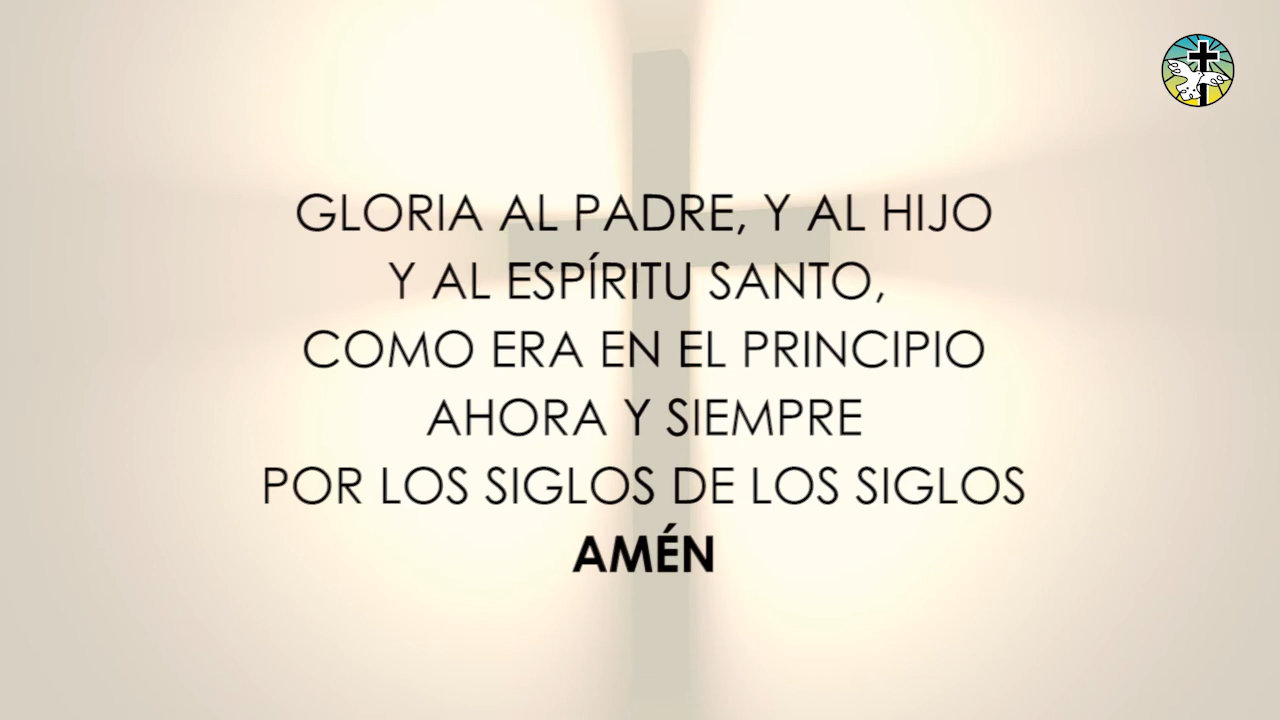 GLORIA AL PADRE, Y AL HIJO
Y AL ESPÍRITU SANTO,
COMO ERA EN EL PRINCIPIO
AHORA Y SIEMPRE
POR LOS SIGLOS DE LOS SIGLOS
AMÉN